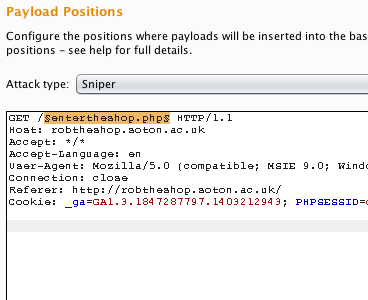 Payload Positions
Configure the positions where payloads will be inserted into the bas
positions - see help for full details.
Attack type: Sniper
GET /§entertheshop.php§ HTTP/1.1
Host: robtheshop.soton.ac.uk
Accept: */*
Accept-Language: en
User-Agent: Mozilla/5.0 (compatible; MSIE 9.0; Windo
Connection: close
Referer: http://robtheshop.soton.ac.uk/
Cookie: _ga=GA1.3.1847287797.1403212943; PHPSESSID=